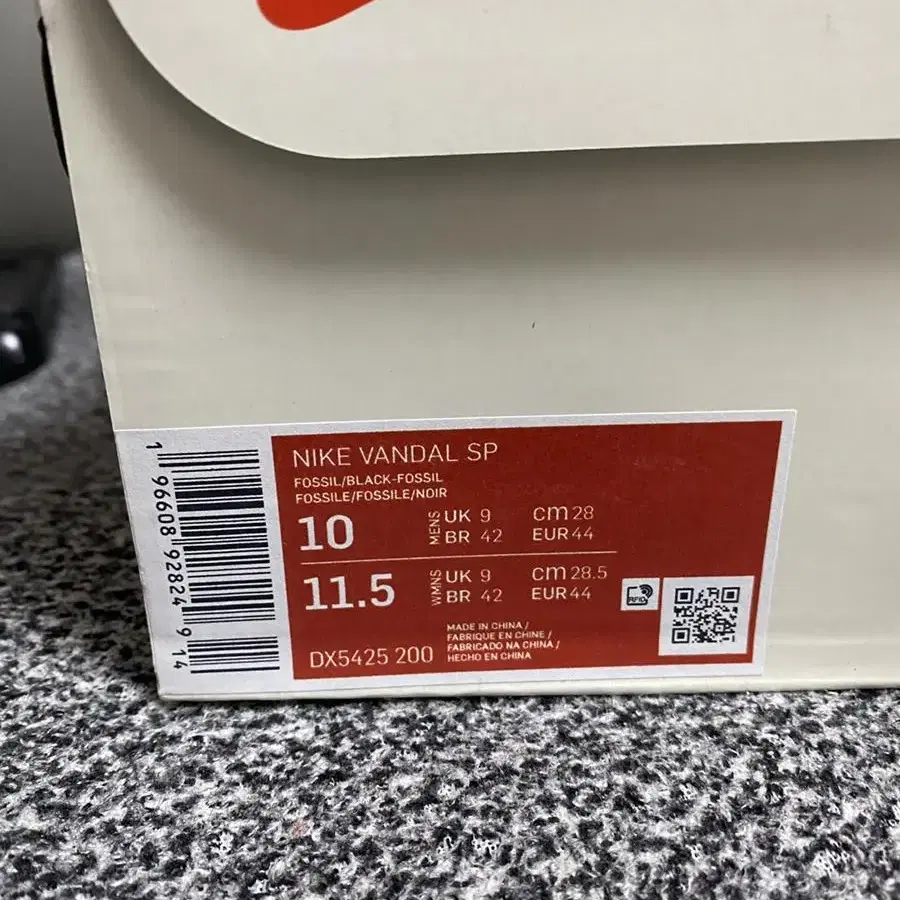 NIKE VANDAL SP
FOSSIL/BLACK-FOSSIL
FOSSILE/FOSSILE/NOIR
10 MENS UK 9 cm 28
BR 42 EUR 44
11.5 WMNS UK 9 cm 28.5
BR 42 EUR 44
RFID
DX5425 200
MADE IN CHINA /
FABRIQUE EN CHINE /
FABRICADO NA CHINA /
HECHO EN CHINA
1 96608 92824 9 14